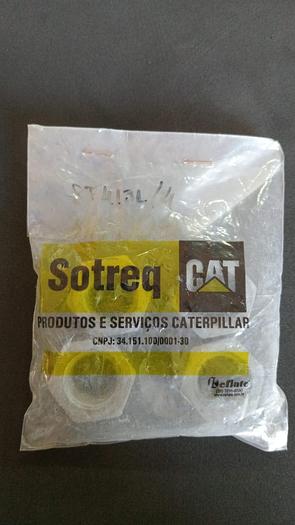 Sotreq CAT
PRODUTOS E SERVIÇOS CATERPILLAR
CNPJ: 34.151.100/0001-30